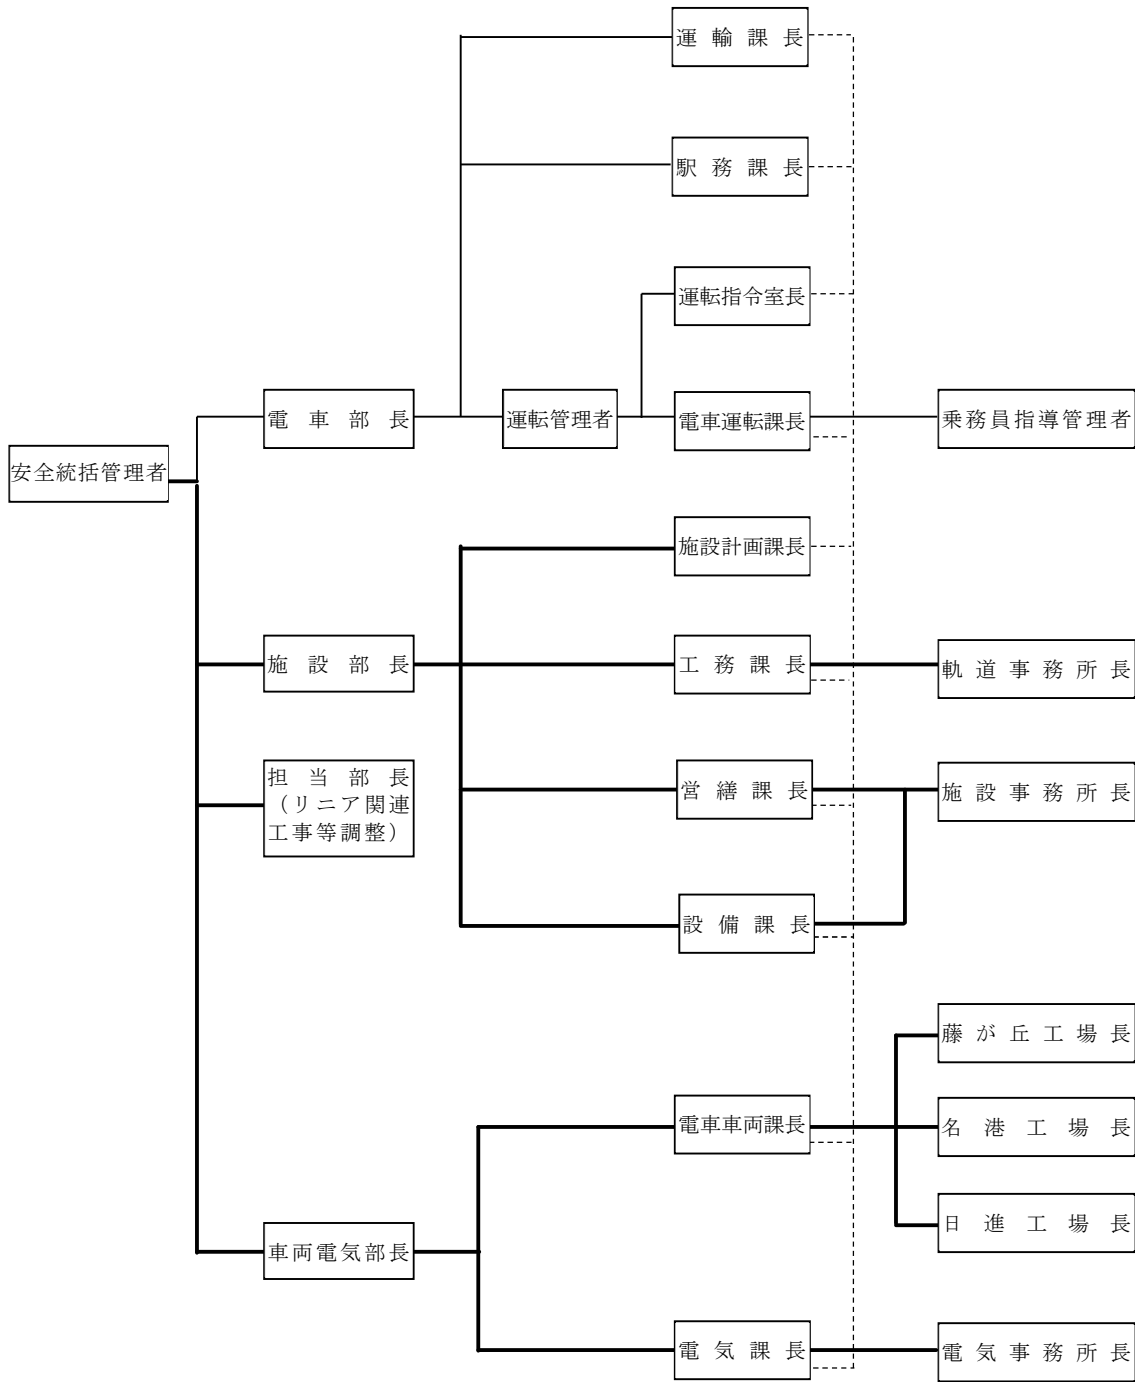 運輸課長
駅務課長
運転指令室長
電車部長
運転管理者
電車運転課長
乗務員指導管理者
安全統括管理者
施設計画課長
施設部長
工務課長
軌道事務所長
担当部長
（リニア関連
工事等調整）
営繕課長
施設事務所長
設備課長
藤が丘工場長
電車車両課長
名港工場長
日進工場長
車両電気部長
電気課長
電気事務所長